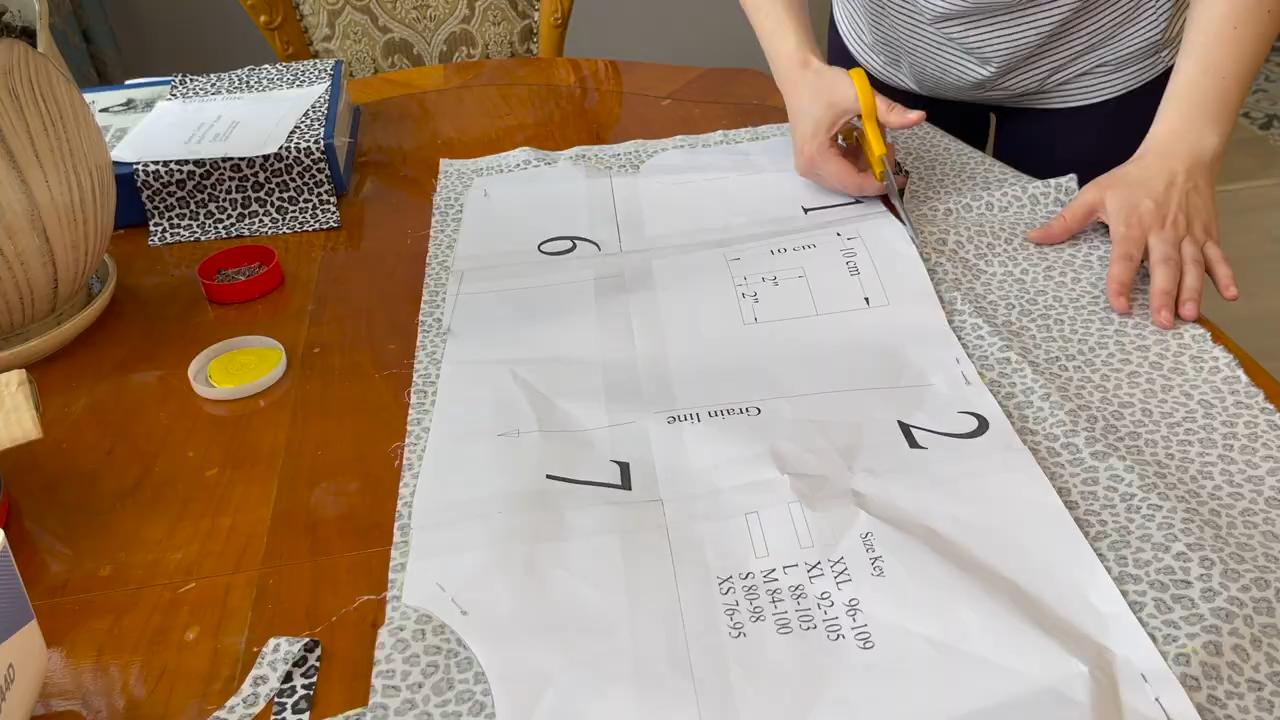 Grain line
6
1
10 cm
10 cm
2"
2"
Grain line
2
7
Size Key
XXL 96-109
XL 92-105
L 88-103
M 84-100
S 80-98
XS 76-95